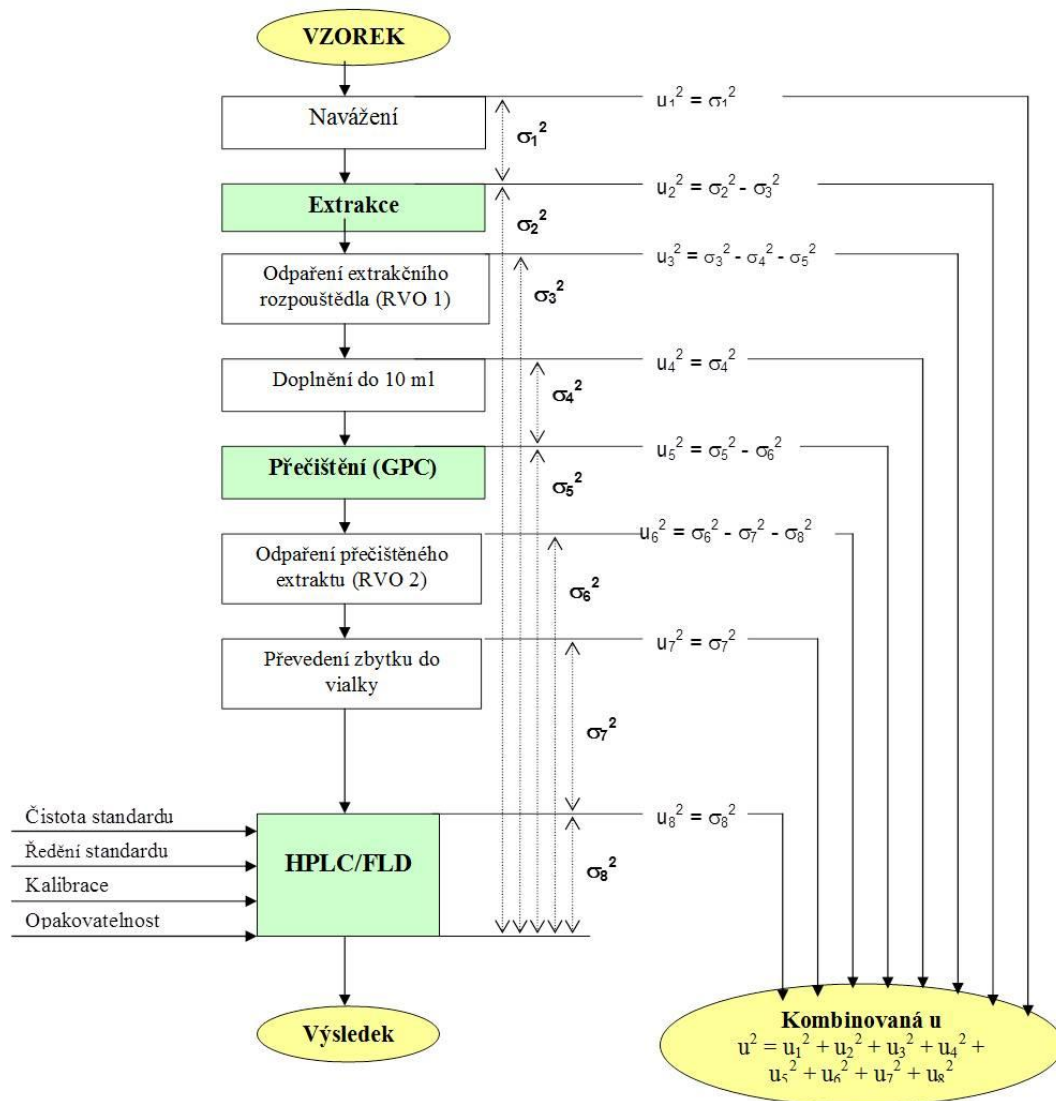 VZOREK
Navážení
σ₁²
u₁² = σ₁²
Extrakce
σ₂²
u₂² = σ₂² - σ₃²
Odpaření extrakčního
rozpouštědla (RVO 1)
σ₃²
u₃² = σ₃² - σ₄² - σ₅²
Doplnění do 10 ml
σ₄²
u₄² = σ₄²
Přečištění (GPC)
σ₅²
u₅² = σ₅² - σ₆²
Odpaření přečištěného
extraktu (RVO 2)
σ₆²
u₆² = σ₆² - σ₇² - σ₈²
Převedení zbytku do
vialky
σ₇²
u₇² = σ₇²
Čistota standardu
Ředění standardu
Kalibrace
Opakovatelnost
HPLC/FLD
σ₈²
u₈² = σ₈²
Výsledek
Kombinovaná u
u² = u₁² + u₂² + u₃² + u₄² +
u₅² + u₆² + u₇² + u₈²